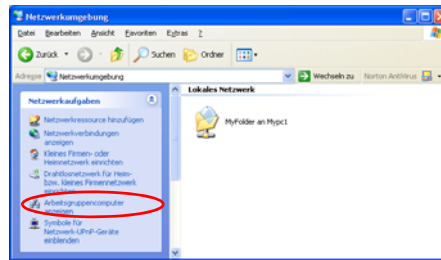 Netzwerkumgebung
Datei Bearbeiten Ansicht Favoriten Extras ?
Zurück Suchen Ordner
Adresse Netzwerkumgebung Wechseln zu Norton AntiVirus
Netzwerkaufgaben
Netzwerkressource hinzufügen
Netzwerkverbindungen
anzeigen
Kleines Firmen- oder
Heimnetzwerk einrichten
Drahtlosnetzwerk für Heim-
bzw. kleines Firmennetzwerk
einrichten
Arbeitsgruppencomputer
anzeigen
Symbole für
Netzwerk-UPnP-Geräte
einblenden
Lokales Netzwerk
MyFolder an Mypc1